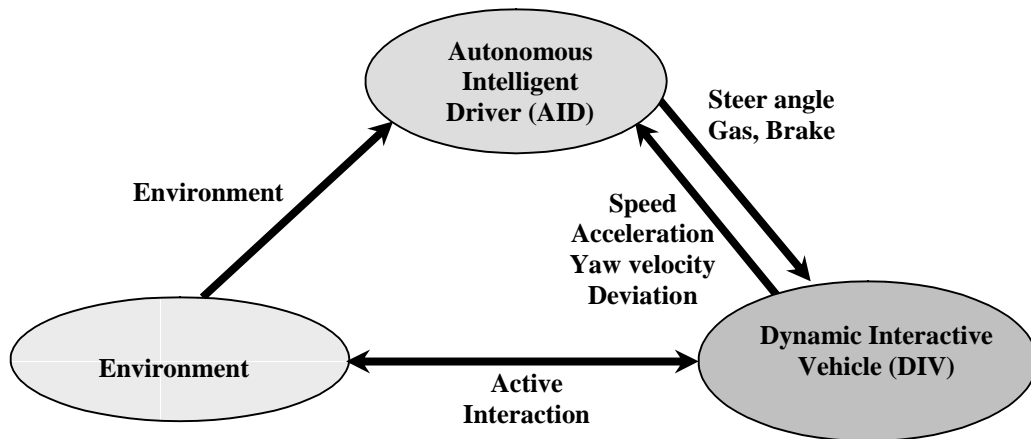 Autonomous
Intelligent
Driver (AID)
Steer angle
Gas, Brake
Environment
Speed
Acceleration
Yaw velocity
Deviation
Environment
Active
Interaction
Dynamic Interactive
Vehicle (DIV)